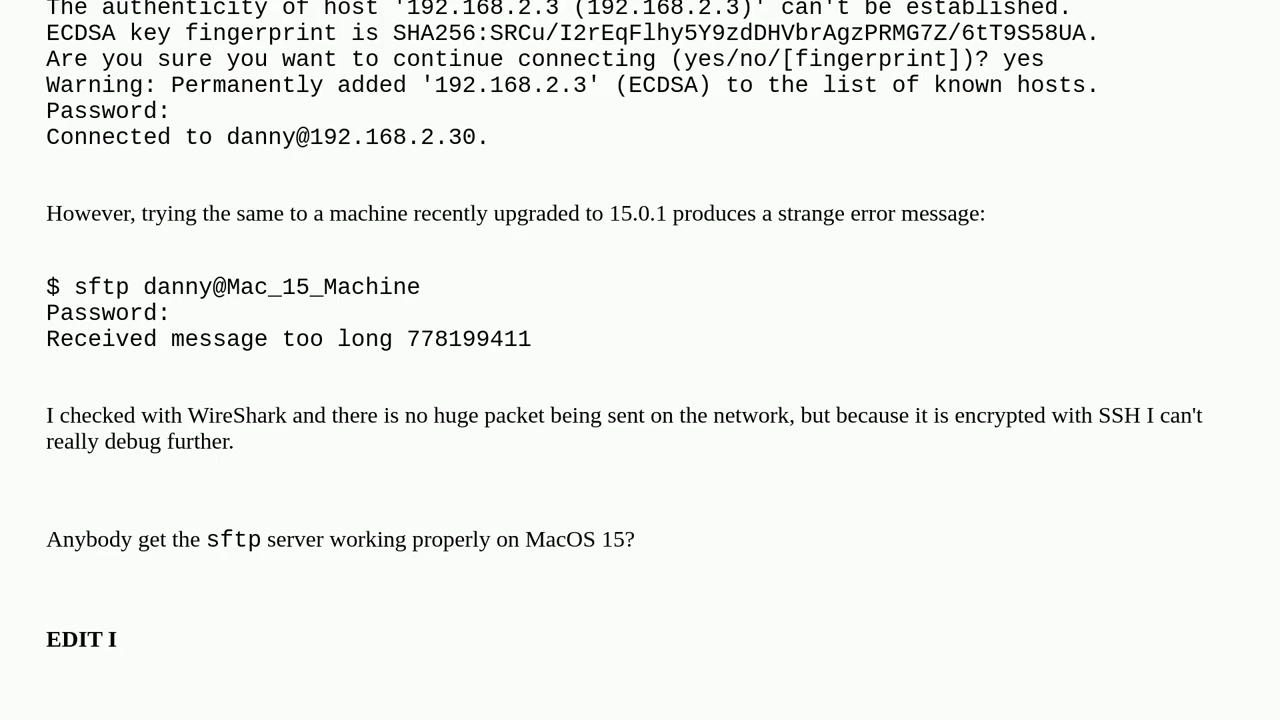 The authenticity of host '192.168.2.3 (192.168.2.3)' can't be established.
ECDSA key fingerprint is SHA256:SRCu/I2rEqFlhy5Y9zdDHVbrAgzPRMG7Z/6tT9S58UA.
Are you sure you want to continue connecting (yes/no/[fingerprint])? yes
Warning: Permanently added '192.168.2.3' (ECDSA) to the list of known hosts.
Password:
Connected to danny@192.168.2.30.
However, trying the same to a machine recently upgraded to 15.0.1 produces a strange error message:
$ sftp danny@Mac_15_Machine
Password:
Received message too long 778199411
I checked with WireShark and there is no huge packet being sent on the network, but because it is encrypted with SSH I can't
really debug further.
Anybody get the sftp server working properly on MacOS 15?
EDIT I